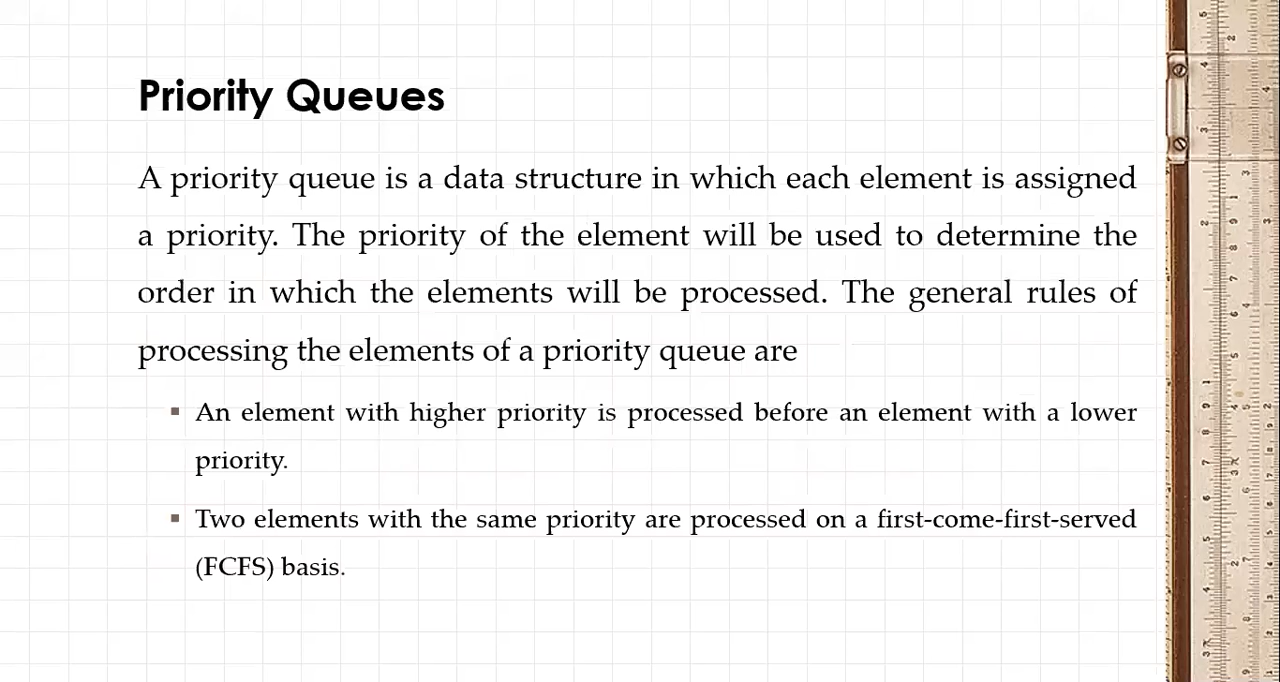 Priority Queues
A priority queue is a data structure in which each element is assigned
a priority. The priority of the element will be used to determine the
order in which the elements will be processed. The general rules of
processing the elements of a priority queue are
▪ An element with higher priority is processed before an element with a lower
priority.
▪ Two elements with the same priority are processed on a first-come-first-served
(FCFS) basis.